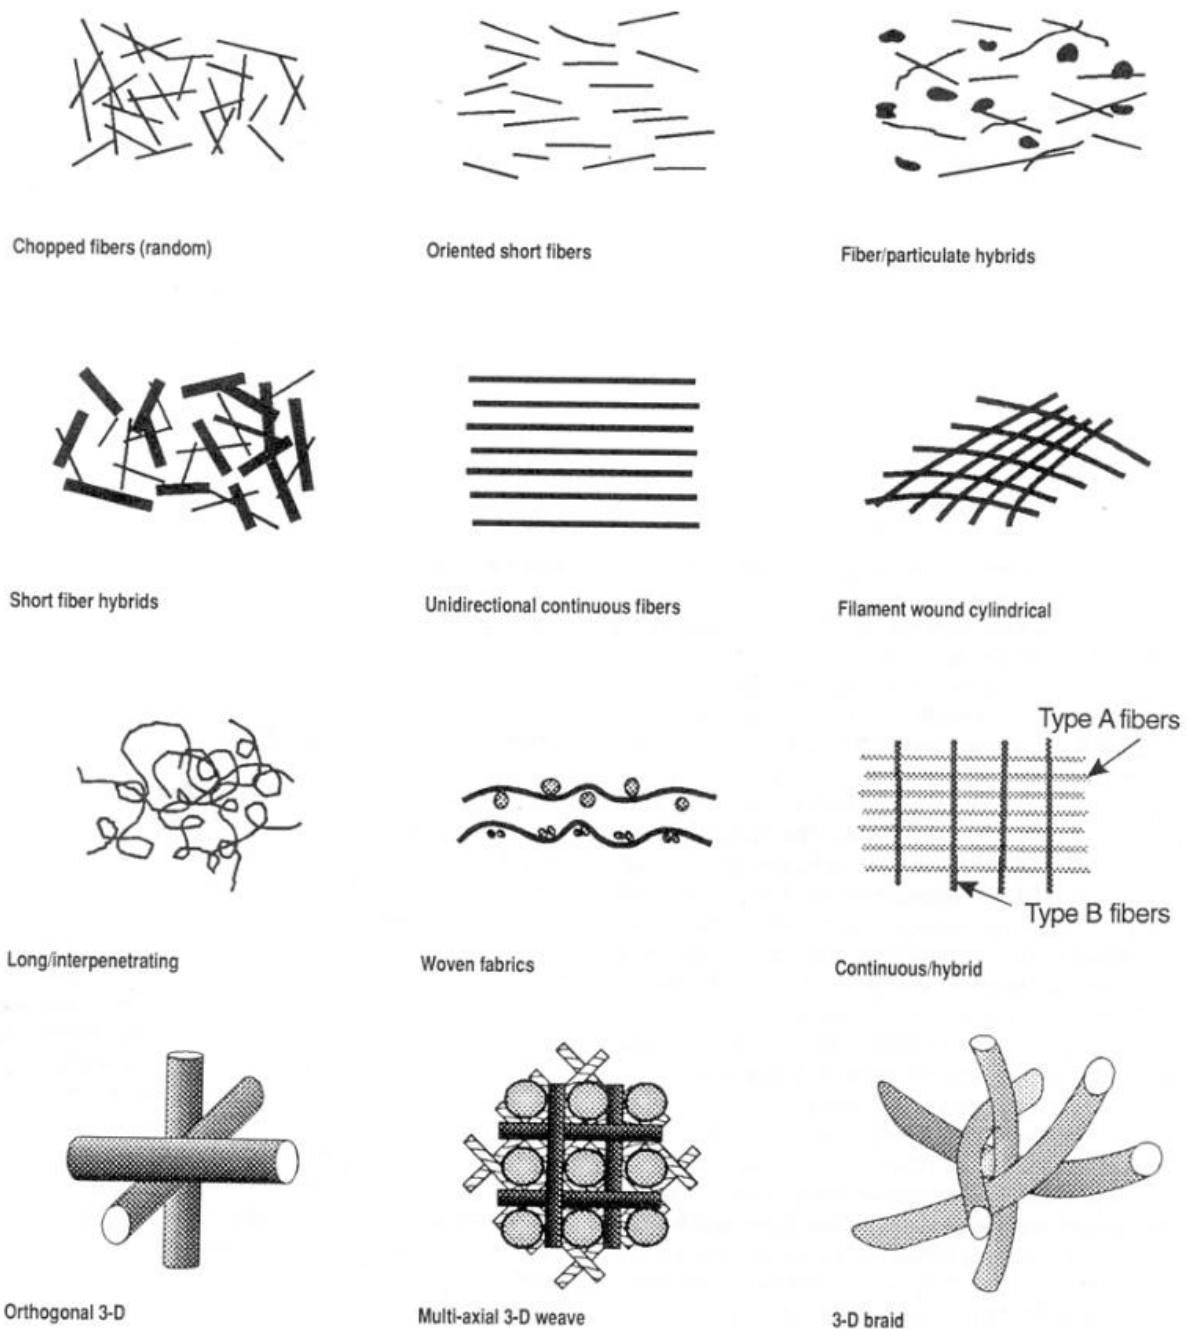 Chopped fibers (random)
Oriented short fibers
Fiber/particulate hybrids
Short fiber hybrids
Unidirectional continuous fibers
Filament wound cylindrical
Type A fibers
Type B fibers
Long/interpenetrating
Woven fabrics
Continuous/hybrid
Orthogonal 3-D
Multi-axial 3-D weave
3-D braid